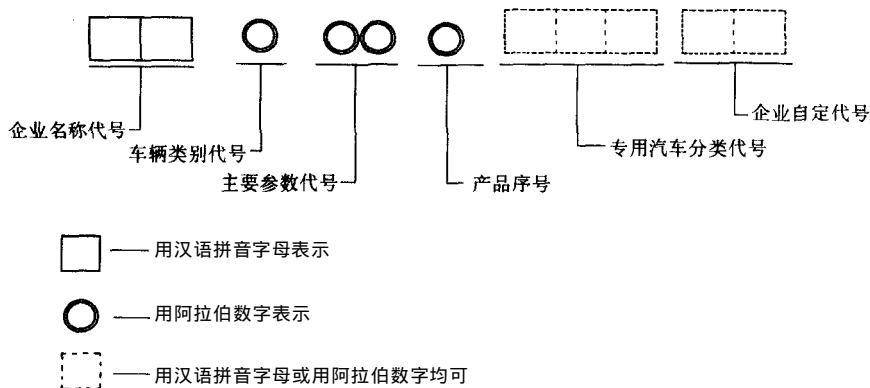 企业名称代号
车辆类别代号
主要参数代号
产品序号
专用汽车分类代号
企业自定代号
用汉语拼音字母表示
用阿拉伯数字表示
用汉语拼音字母或用阿拉伯数字均可